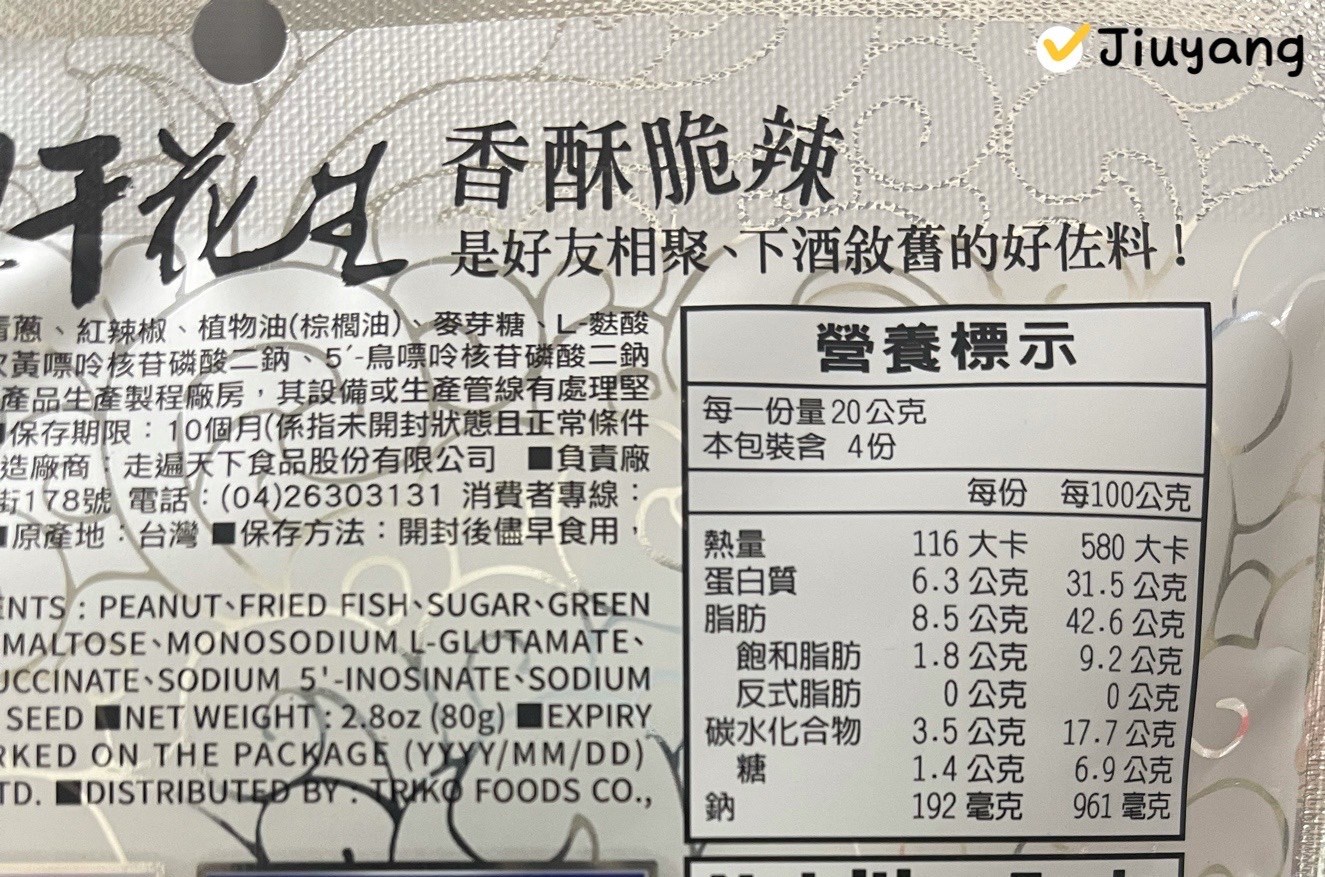 Jiuyang
干花生 香酥脆辣
是好友相聚、下酒敘舊的好佐料!
蔥、紅辣椒、植物油(棕櫚油)、麥芽糖、L-麩酸
黃嘌呤核苷磷酸二鈉、5´-鳥嘌呤核苷磷酸二鈉
產品生產製程廠房,其設備或生產管線有處理堅
保存期限:10個月(係指未開封狀態且正常條件
造廠商:走遍天下食品股份有限公司 ■負責廠
街178號 電話:(04)26303131 消費者專線:
■原產地:台灣 ■保存方法:開封後儘早食用,
ENTS : PEANUT、FRIED FISH、SUGAR、GREEN
MALTOSE、MONOSODIUM L-GLUTAMATE、
UCCINATE、SODIUM 5'-INOSINATE、SODIUM
SEED ■NET WEIGHT : 2.8oz (80g) ■EXPIRY
RKED ON THE PACKAGE (YYYY/MM/DD)
TD. ■DISTRIBUTED BY : TRIKO FOODS CO.,
營養標示
每一份量20公克
本包裝含 4份
每份 每100公克
熱量 116 大卡 580 大卡
蛋白質 6.3 公克 31.5 公克
脂肪 8.5 公克 42.6 公克
飽和脂肪 1.8 公克 9.2 公克
反式脂肪 0 公克 0 公克
碳水化合物 3.5 公克 17.7 公克
糖 1.4 公克 6.9 公克
鈉 192 毫克 961 毫克